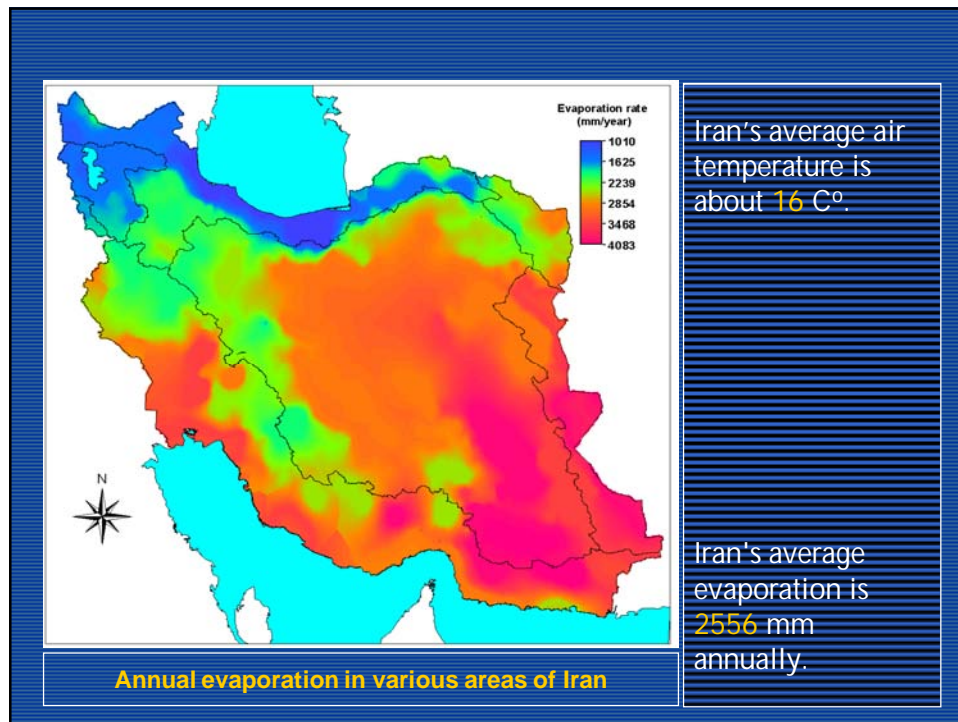 Evaporation rate
(mm/year)
1010
1625
2239
2854
3468
4083
N
Annual evaporation in various areas of Iran
Iran’s average air
temperature is
about 16 Cº.
Iran's average
evaporation is
2556 mm
annually.